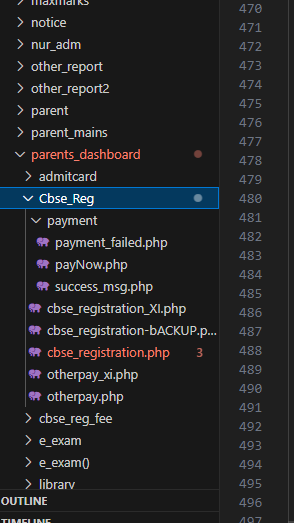 maxmarks
notice
nur_adm
other_report
other_report2
parent
parent_mains
parents_dashboard
admitcard
Cbse_Reg
payment
payment_failed.php
payNow.php
success_msg.php
cbse_registration_XI.php
cbse_registration-bACKUP.p...
cbse_registration.php 3
otherpay_xi.php
otherpay.php
cbse_reg_fee
e_exam
e_exam()
library
OUTLINE
TIMELINE
470
471
472
473
474
475
476
477
478
479
480
481
482
483
484
485
486
487
488
489
490
491
492
493
494
495
496